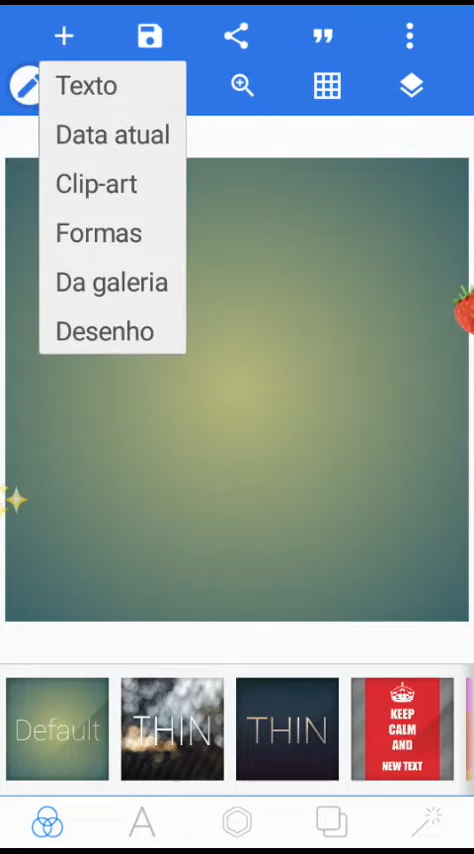 Texto
Data atual
Clip-art
Formas
Da galeria
Desenho
Default
THIN
THIN
KEEP
CALM
AND
NEW TEXT
A